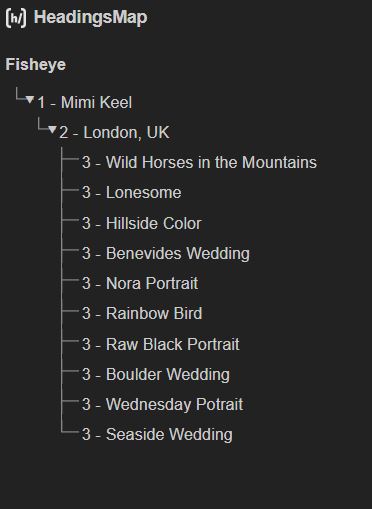 [h/] HeadingsMap
Fisheye
1 - Mimi Keel
2 - London, UK
3 - Wild Horses in the Mountains
3 - Lonesome
3 - Hillside Color
3 - Benevides Wedding
3 - Nora Portrait
3 - Rainbow Bird
3 - Raw Black Portrait
3 - Boulder Wedding
3 - Wednesday Potrait
3 - Seaside Wedding